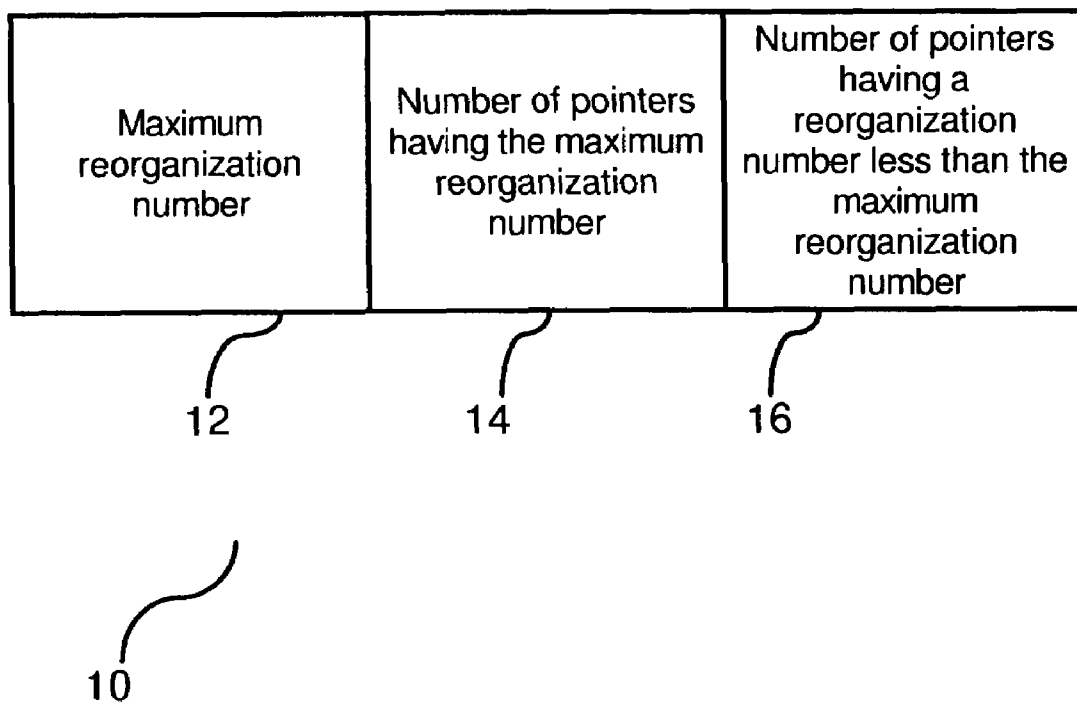 Maximum
reorganization
number
Number of pointers
having the maximum
reorganization
number
Number of pointers
having a
reorganization
number less than the
maximum
reorganization
number
12
14
16
10